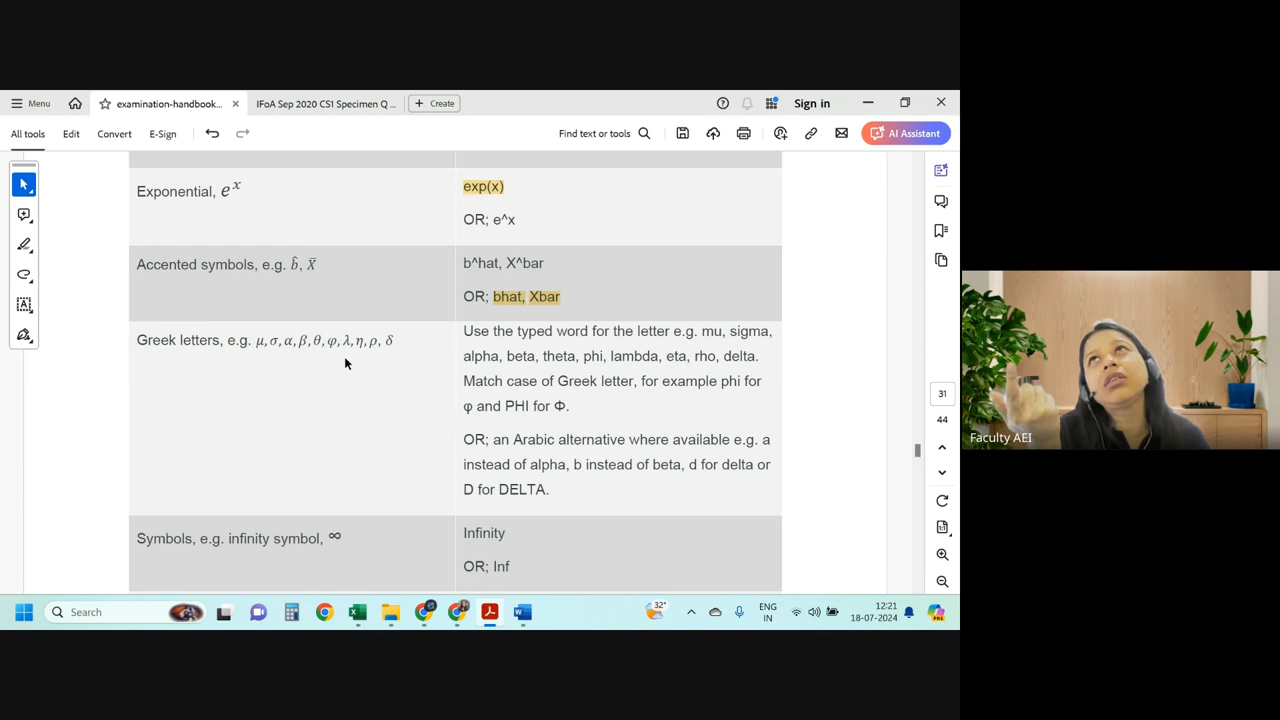 Menu
examination-handbook...
IFoA Sep 2020 CS1 Specimen Q ...
Create
Sign in
All tools
Edit
Convert
E-Sign
Find text or tools
AI Assistant
Exponential, e^x
exp(x)
OR; e^x
Accented symbols, e.g. b̂, X̄
b^hat, X^bar
OR; bhat, Xbar
Greek letters, e.g. μ, σ, α, β, θ, φ, λ, η, ρ, δ
Use the typed word for the letter e.g. mu, sigma,
alpha, beta, theta, phi, lambda, eta, rho, delta.
Match case of Greek letter, for example phi for
φ and PHI for Φ.
OR; an Arabic alternative where available e.g. a
instead of alpha, b instead of beta, d for delta or
D for DELTA.
Symbols, e.g. infinity symbol, ∞
Infinity
OR; Inf
31
44
Faculty AEI
Search
32°
ENG
IN
12:21
18-07-2024